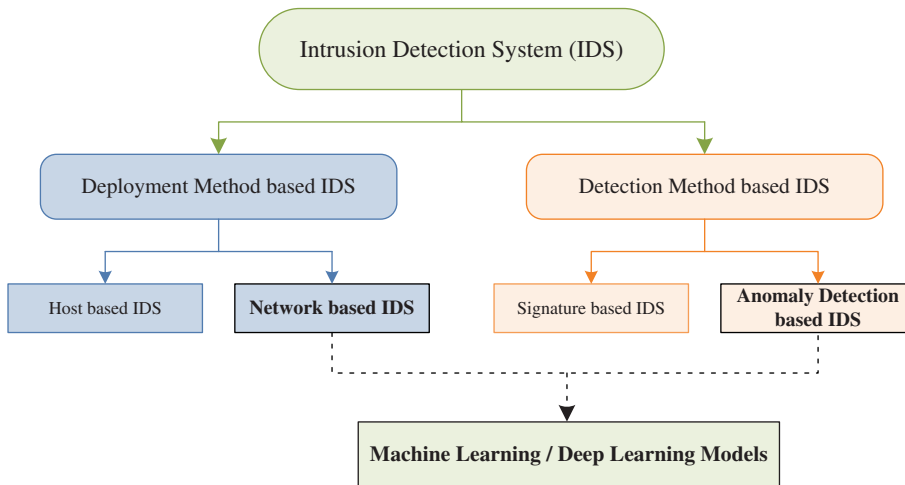 Intrusion Detection System (IDS)
Deployment Method based IDS
Detection Method based IDS
Host based IDS
Network based IDS
Signature based IDS
Anomaly Detection
based IDS
Machine Learning / Deep Learning Models